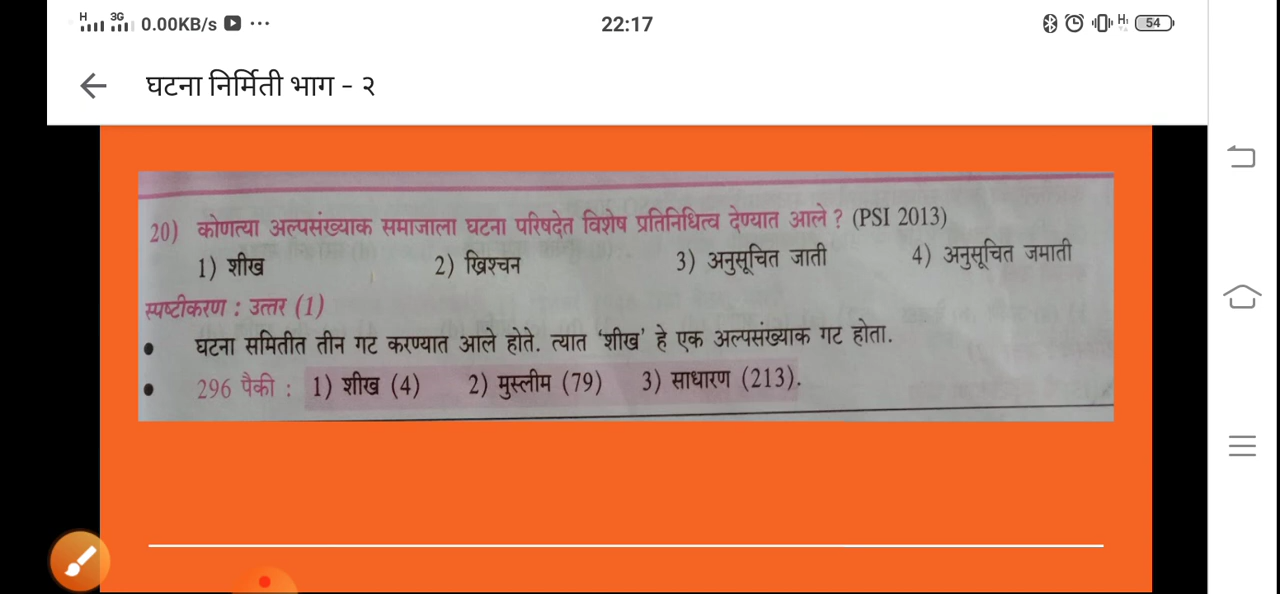 H 3G 0.00KB/s ... 22:17 54
घटना निर्मिती भाग - २
20) कोणत्या अल्पसंख्याक समाजाला घटना परिषदेत विशेष प्रतिनिधित्व देण्यात आले ? (PSI 2013)
1) शीख 2) ख्रिश्चन 3) अनुसूचित जाती 4) अनुसूचित जमाती
स्पष्टीकरण : उत्तर (1)
• घटना समितीत तीन गट करण्यात आले होते. त्यात 'शीख' हे एक अल्पसंख्याक गट होता.
• 296 पैकी : 1) शीख (4) 2) मुस्लीम (79) 3) साधारण (213).